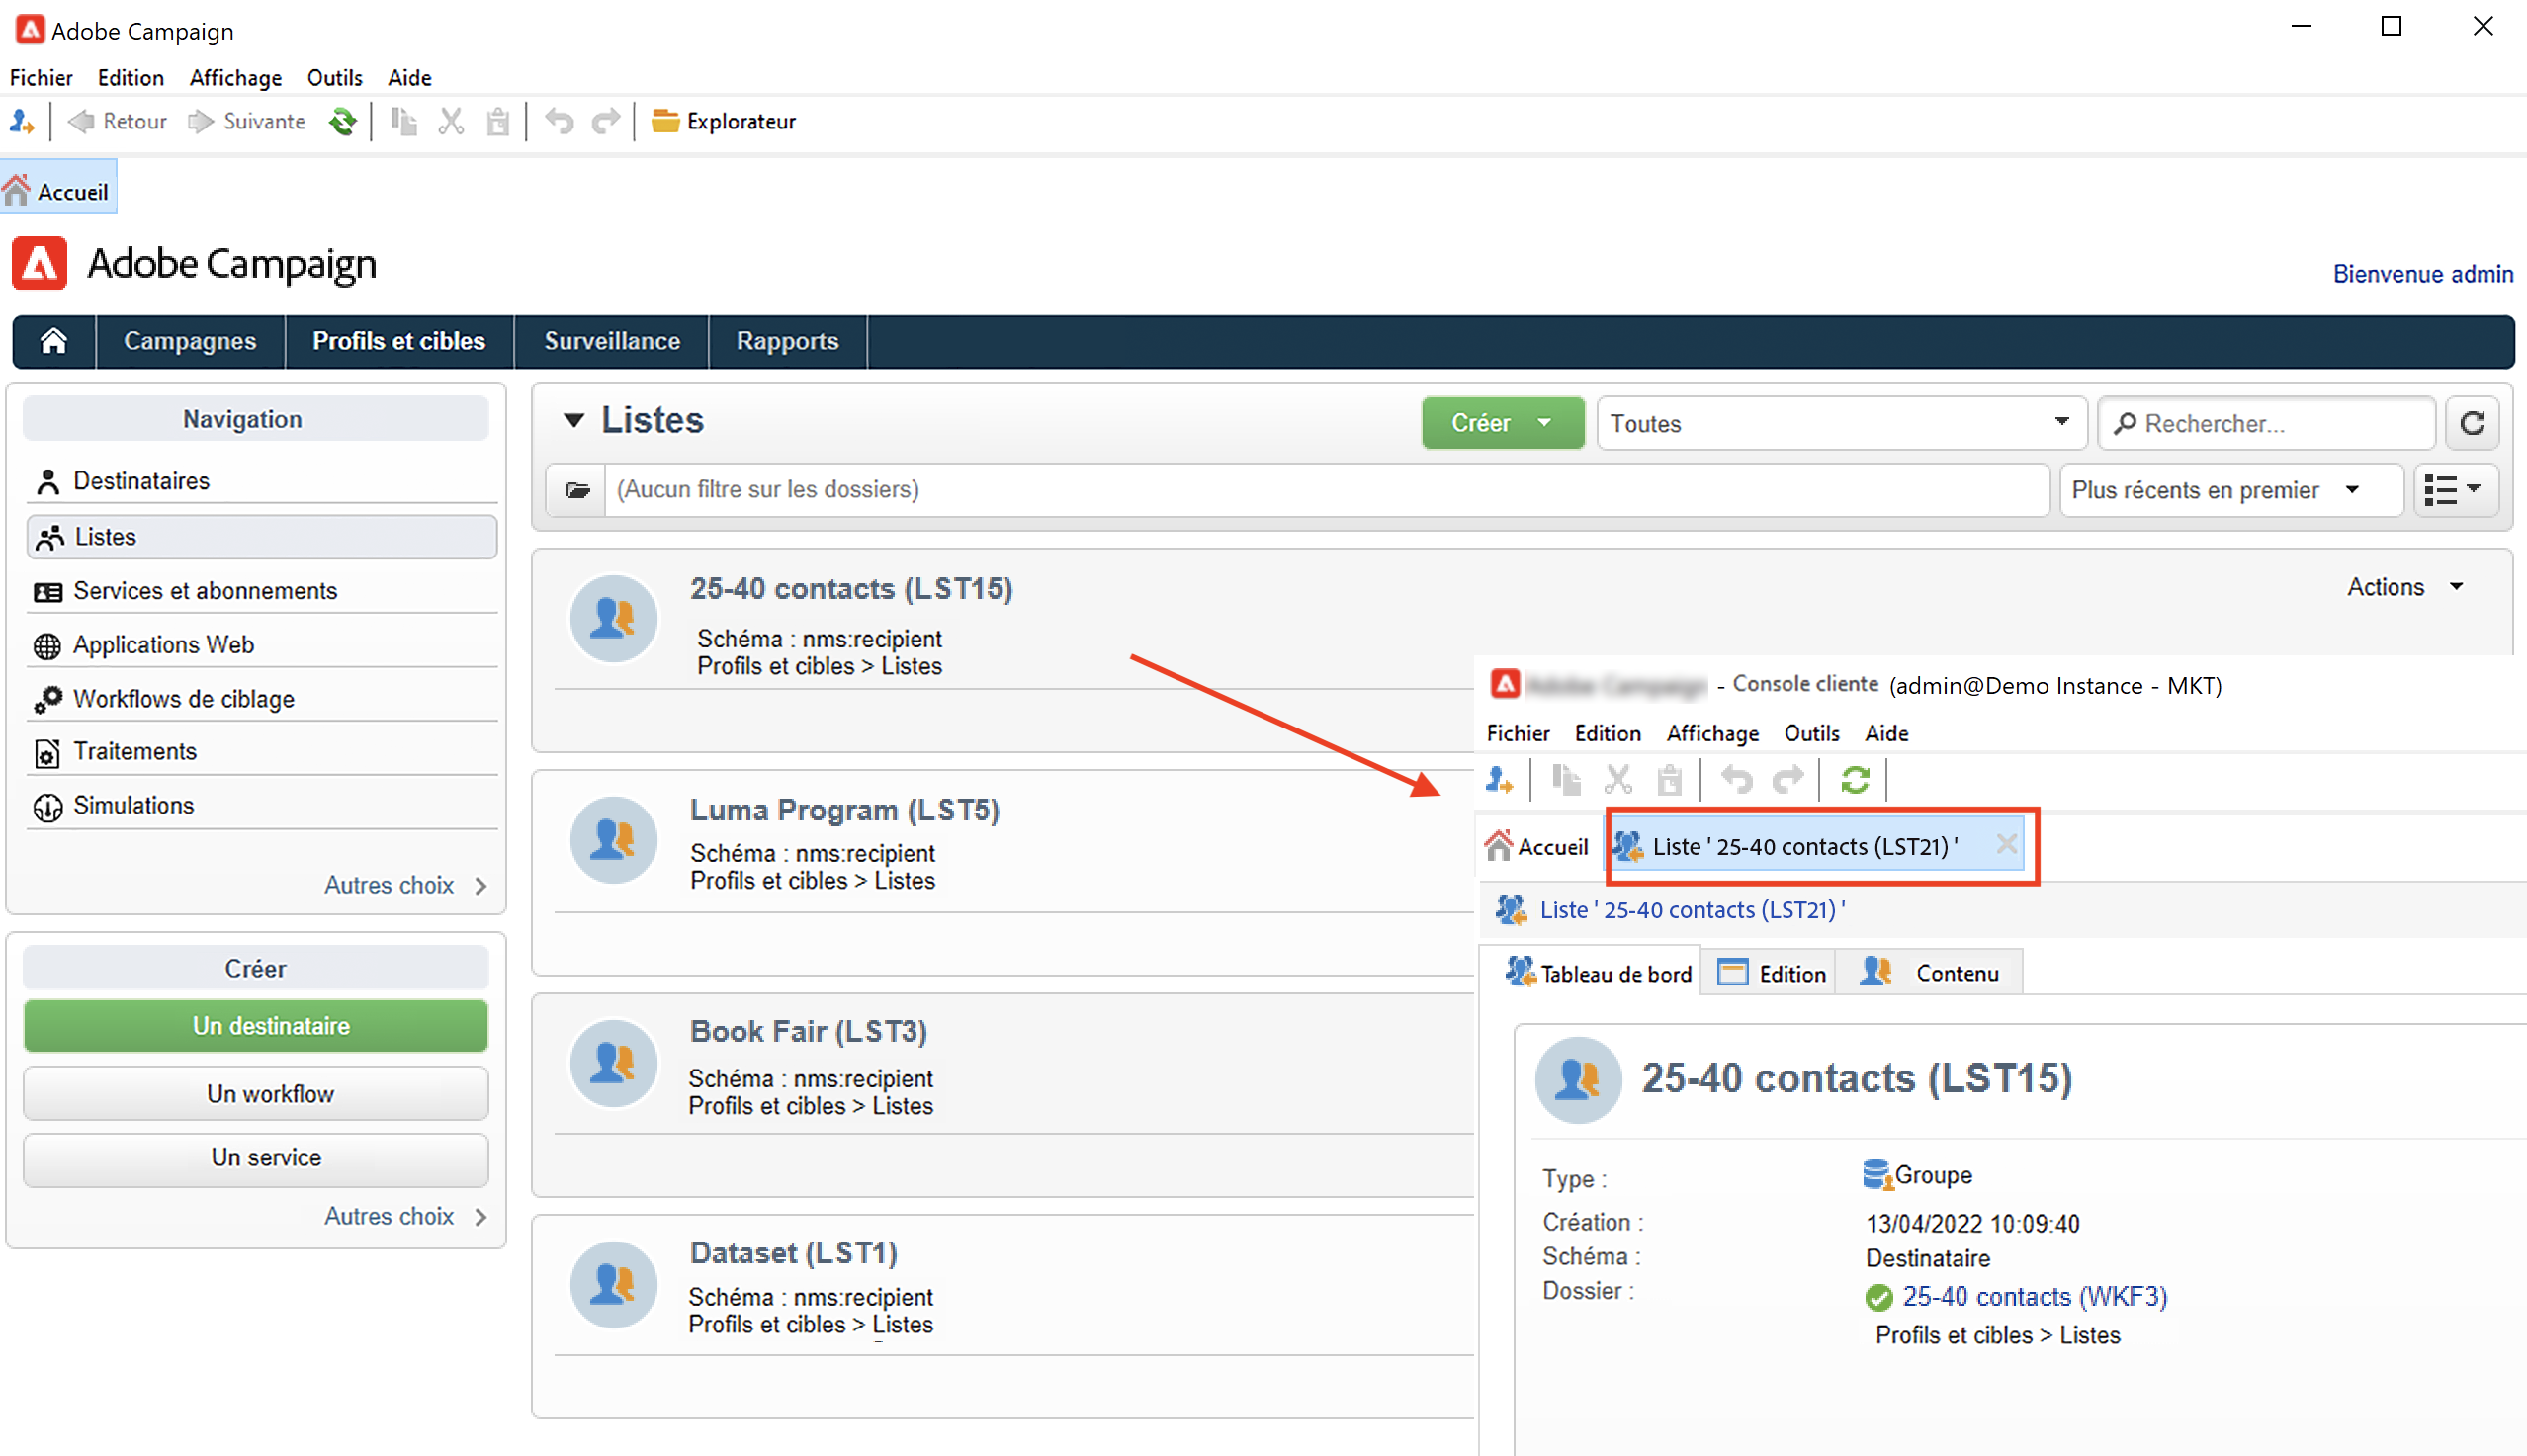 Adobe Campaign
Fichier Edition Affichage Outils Aide
Retour Suivante Explorateur
Accueil
Adobe Campaign
Bienvenue admin
Campagnes Profils et cibles Surveillance Rapports
Navigation
Destinataires
Listes
Services et abonnements
Applications Web
Workflows de ciblage
Traitements
Simulations
Autres choix
Créer
Un destinataire
Un workflow
Un service
Autres choix
Listes Créer Toutes Rechercher...
(Aucun filtre sur les dossiers) Plus récents en premier
25-40 contacts (LST15) Actions
Schéma : nms:recipient
Profils et cibles > Listes
Luma Program (LST5)
Schéma : nms:recipient
Profils et cibles > Listes
Book Fair (LST3)
Schéma : nms:recipient
Profils et cibles > Listes
Dataset (LST1)
Schéma : nms:recipient
Profils et cibles > Listes
- Console cliente (admin@Demo Instance - MKT)
Fichier Edition Affichage Outils Aide
Accueil Liste ' 25-40 contacts (LST21) '
Liste ' 25-40 contacts (LST21) '
Tableau de bord Edition Contenu
25-40 contacts (LST15)
Type : Groupe
Création : 13/04/2022 10:09:40
Schéma : Destinataire
Dossier : 25-40 contacts (WKF3)
Profils et cibles > Listes